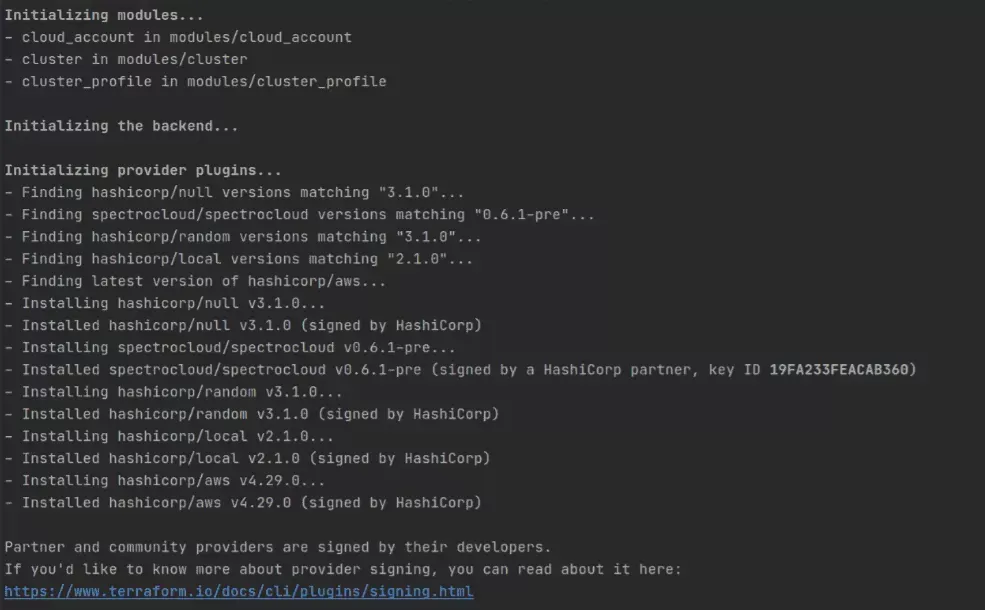 Initializing modules...
- cloud_account in modules/cloud_account
- cluster in modules/cluster
- cluster_profile in modules/cluster_profile
Initializing the backend...
Initializing provider plugins...
- Finding hashicorp/null versions matching "3.1.0"...
- Finding spectrocloud/spectrocloud versions matching "0.6.1-pre"...
- Finding hashicorp/random versions matching "3.1.0"...
- Finding hashicorp/local versions matching "2.1.0"...
- Finding latest version of hashicorp/aws...
- Installing hashicorp/null v3.1.0...
- Installed hashicorp/null v3.1.0 (signed by HashiCorp)
- Installing spectrocloud/spectrocloud v0.6.1-pre...
- Installed spectrocloud/spectrocloud v0.6.1-pre (signed by a HashiCorp partner, key ID 19FA233FEACAB360)
- Installing hashicorp/random v3.1.0...
- Installed hashicorp/random v3.1.0 (signed by HashiCorp)
- Installing hashicorp/local v2.1.0...
- Installed hashicorp/local v2.1.0 (signed by HashiCorp)
- Installing hashicorp/aws v4.29.0...
- Installed hashicorp/aws v4.29.0 (signed by HashiCorp)
Partner and community providers are signed by their developers.
If you'd like to know more about provider signing, you can read about it here:
https://www.terraform.io/docs/cli/plugins/signing.html